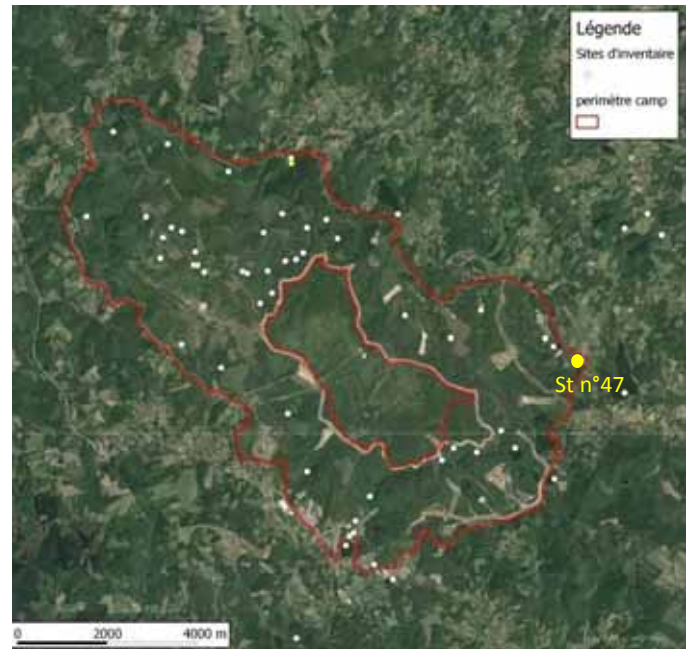 Légende
Sites d'inventaire
perimètre camp
St n°47
0 2000 4000 m